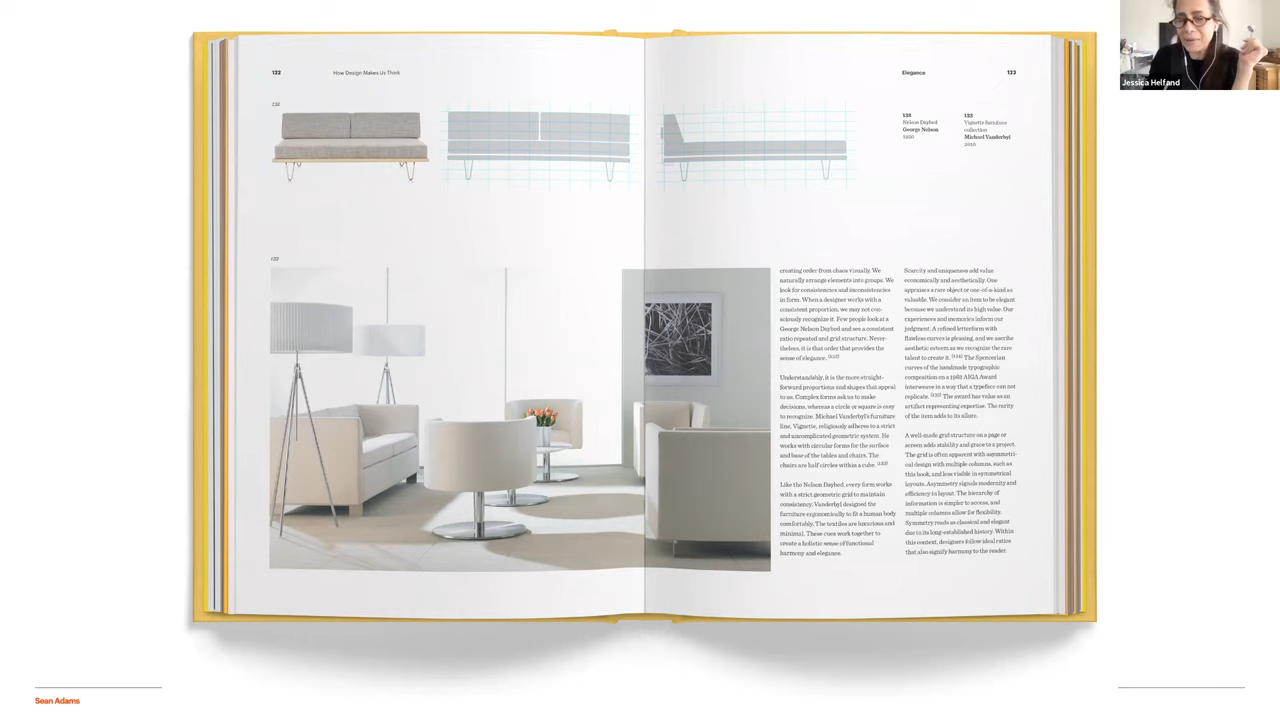 Jessica Helfand
132
How Design Makes Us Think
Elegance
133
132
132
Nelson Daybed
George Nelson
1950
133
Vignette furniture
collection
Michael Vanderbyl
2010
133
creating order from chaos visually. We
naturally arrange elements into groups. We
look for consistencies and inconsistencies
in form. When a designer works with a
consistent proportion, we may not con-
sciously recognize it. Few people look at a
George Nelson Daybed and see a consistent
ratio repeated and grid structure. Never-
theless, it is that order that provides the
sense of elegance. (132)
Understandably, it is the more straight-
forward proportions and shapes that appeal
to us. Complex forms ask us to make
decisions, whereas a circle or square is easy
to recognize. Michael Vanderbyl's furniture
line, Vignette, religiously adheres to a strict
and uncomplicated geometric system. He
works with circular forms for the surface
and base of the tables and chairs. The
chairs are half circles within a cube. (133)
Like the Nelson Daybed, every form works
with a strict geometric grid to maintain
consistency. Vanderbyl designed the
furniture ergonomically to fit a human body
comfortably. The textiles are luxurious and
minimal. These cues work together to
create a holistic sense of functional
harmony and elegance.
Scarcity and uniqueness add value
economically and aesthetically. One
appraises a rare object or one-of-a-kind as
valuable. We consider an item to be elegant
because we understand its high value. Our
experiences and memories inform our
judgment. A refined letterform with
flawless curves is pleasing, and we ascribe
aesthetic esteem as we recognize the rare
talent to create it. (134) The Spencerian
curves of the handmade typographic
composition on a 1962 AIGA Award
interweave in a way that a typeface can not
replicate. (135) The award has value as an
artifact representing expertise. The rarity
of the item adds to its allure.
A well-made grid structure on a page or
screen adds stability and grace to a project.
The grid is often apparent with asymmetri-
cal design with multiple columns, such as
this book, and less visible in symmetrical
layouts. Asymmetry signals modernity and
efficiency in layout. The hierarchy of
information is simpler to access, and
multiple columns allow for flexibility.
Symmetry reads as classical and elegant
due to its long-established history. Within
this context, designers follow ideal ratios
that also signify harmony to the reader.
Sean Adams